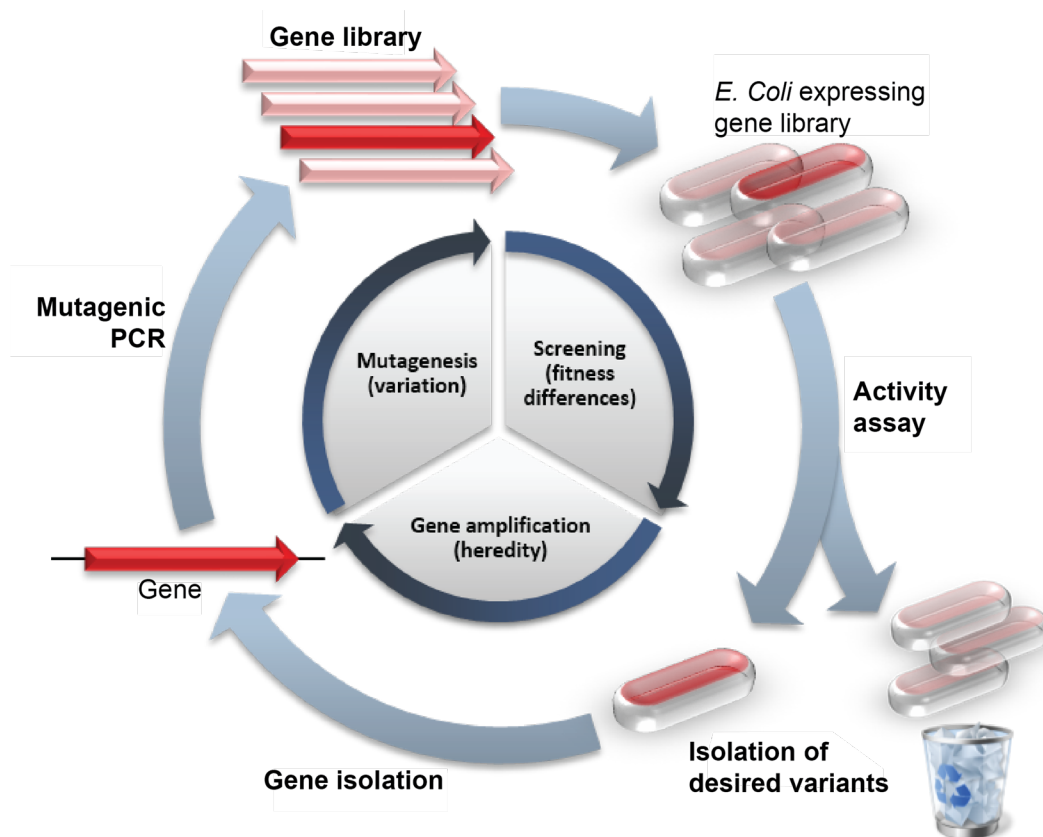 Gene library
E. Coli expressing
gene library
Mutagenic
PCR
Mutagenesis
(variation)
Screening
(fitness
differences)
Activity
assay
Gene amplification
(heredity)
Gene
Isolation of
desired variants
Gene isolation